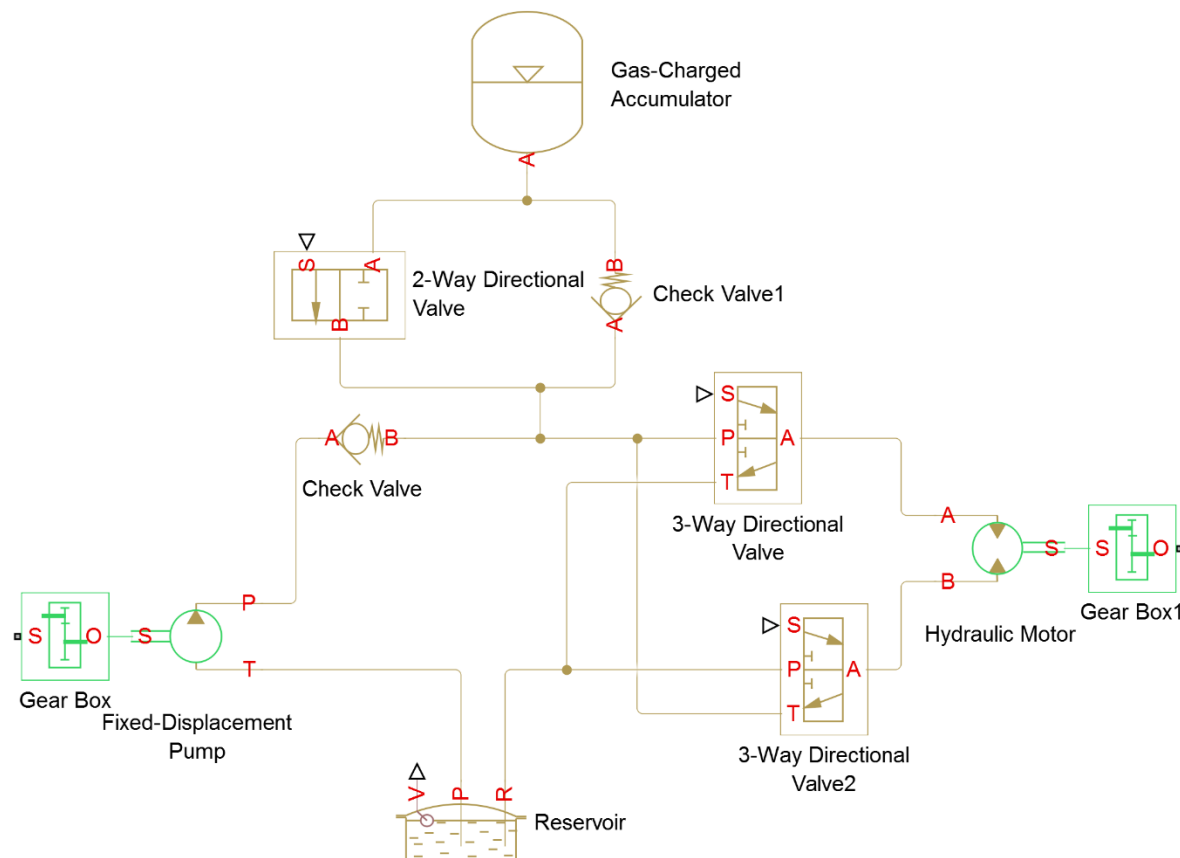 Gas-Charged
Accumulator
A
S
A
2-Way Directional
Valve
B
B
Check Valve1
A
A
B
Check Valve
S
P
A
T
3-Way Directional
Valve
A
B
S
S
O
Gear Box1
Hydraulic Motor
S
O
S
P
T
Gear Box
Fixed-Displacement
Pump
S
P
A
T
3-Way Directional
Valve2
V
P
R
Reservoir